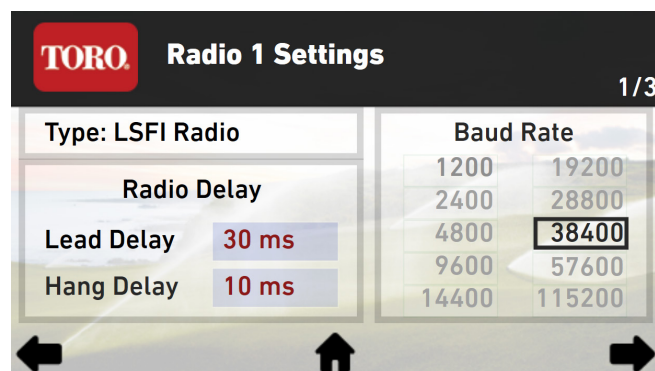 TORO.
Radio 1 Settings
1/3
Type: LSFI Radio
Radio Delay
Lead Delay 30 ms
Hang Delay 10 ms
Baud Rate
1200 19200
2400 28800
4800 38400
9600 57600
14400 115200